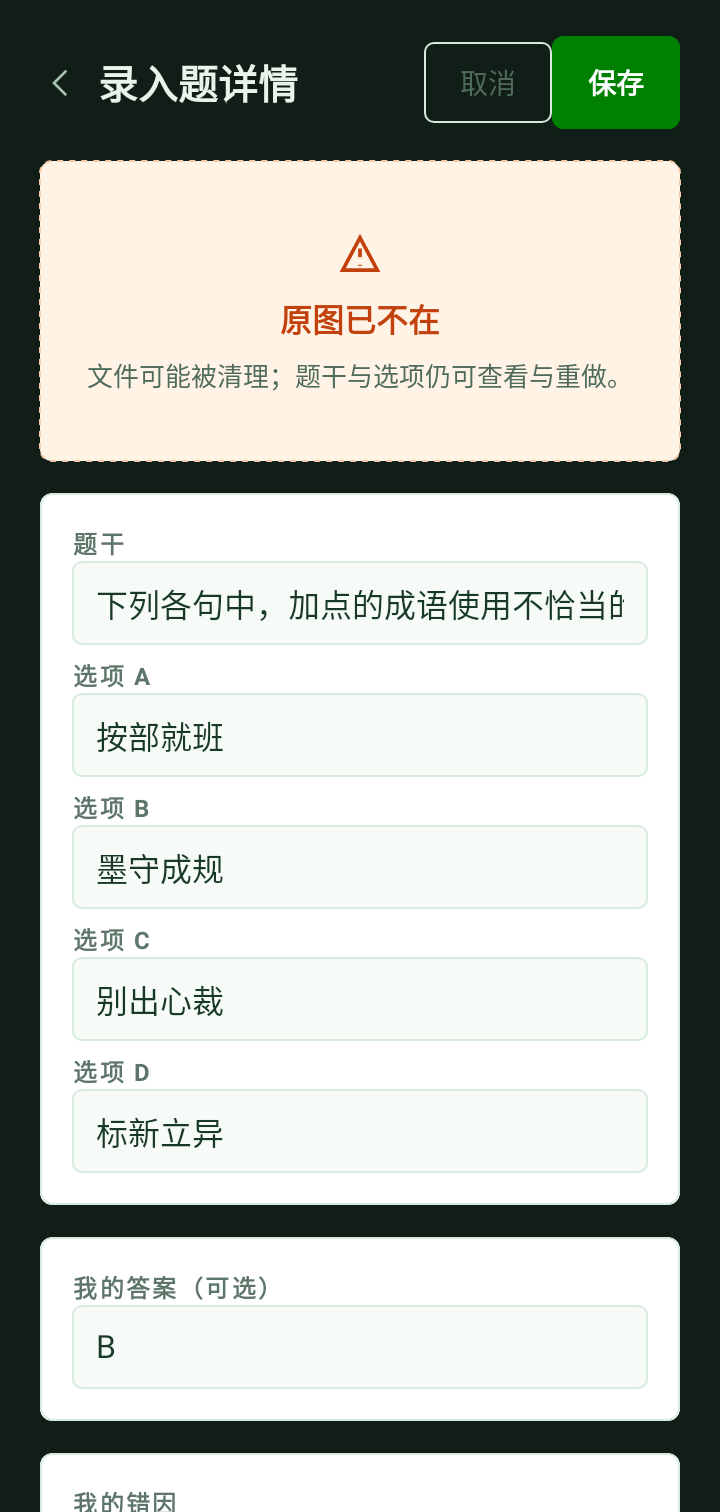 录入题详情
取消
保存
原图已不在
文件可能被清理；题干与选项仍可查看与重做。
题干
下列各句中，加点的成语使用不恰当的
选项 A
按部就班
选项 B
墨守成规
选项 C
别出心裁
选项 D
标新立异
我的答案（可选）
B
我的错因